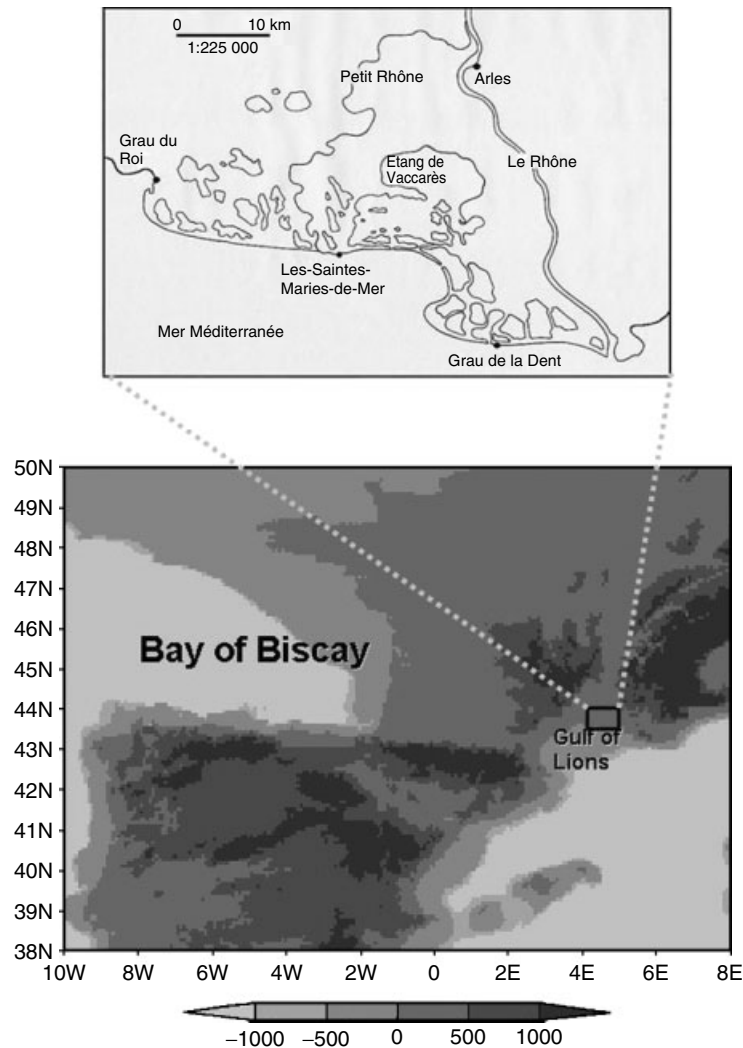 0 10 km
1:225 000
Petit Rhône
Arles
Grau du
Roi
Etang de
Vaccarès
Le Rhône
Les-Saintes-
Maries-de-Mer
Mer Méditerranée
Grau de la Dent
50N
49N
48N
47N
46N
45N
44N
43N
42N
41N
40N
39N
38N
Bay of Biscay
Gulf of
Lions
10W 8W 6W 4W 2W 0 2E 4E 6E 8E
−1000 −500 0 500 1000